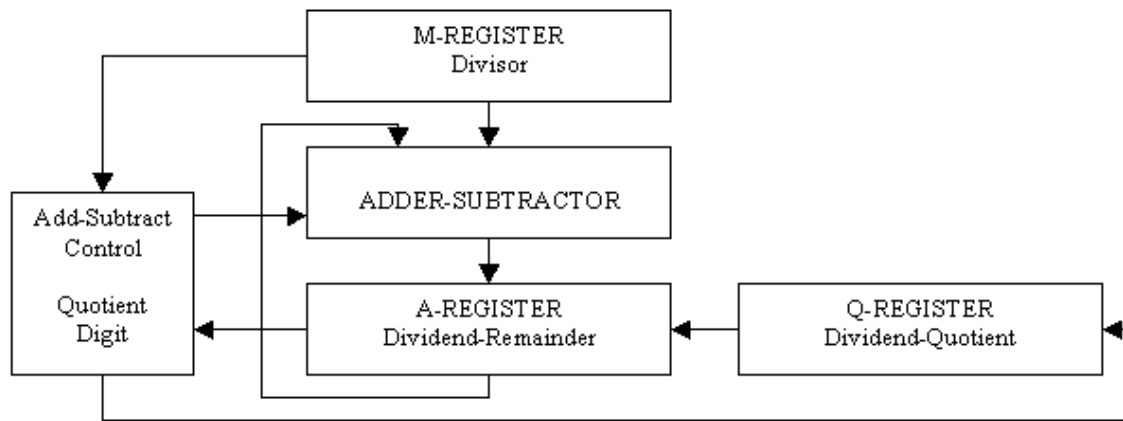 M-REGISTER
Divisor
ADDER-SUBTRACTOR
Add-Subtract
Control
Quotient
Digit
A-REGISTER
Dividend-Remainder
Q-REGISTER
Dividend-Quotient